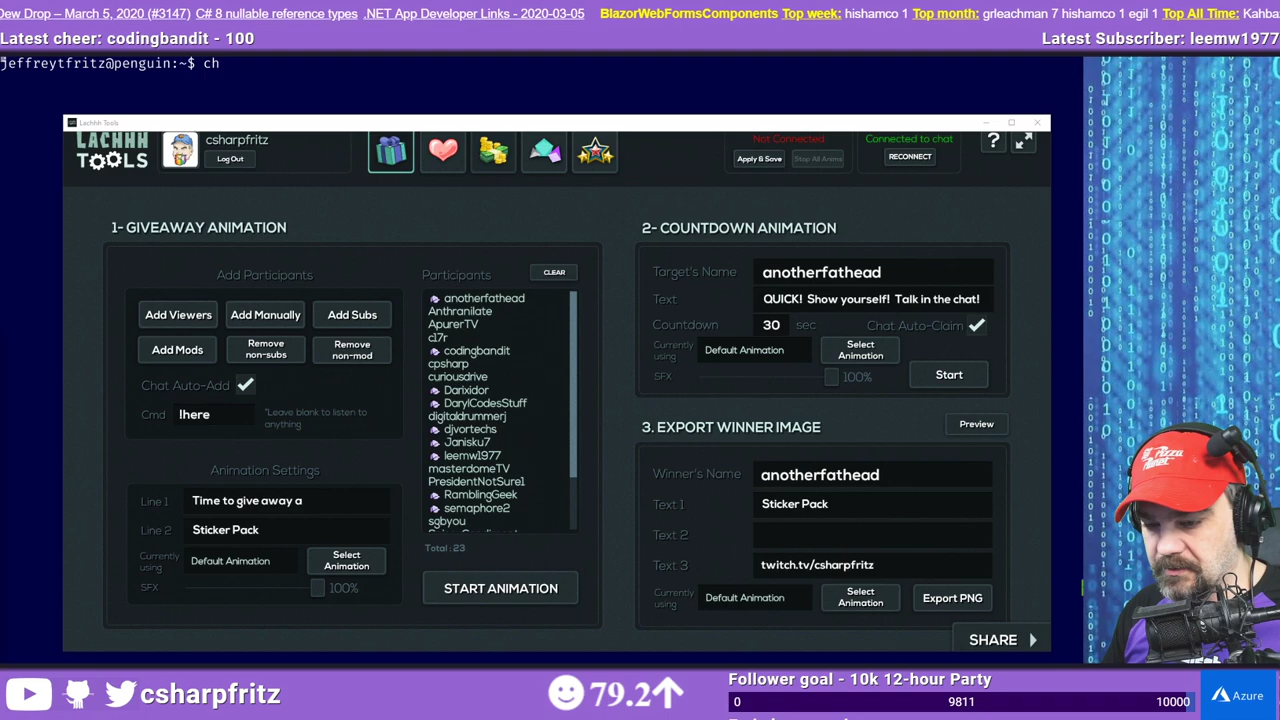 Dew Drop – March 5, 2020 (#3147) C# 8 nullable reference types .NET App Developer Links - 2020-03-05 BlazorWebFormsComponents Top week: hishamco 1 Top month: grleachman 7 hishamco 1 egil 1 Top All Time: Kahba
Latest cheer: codingbandit - 100
Latest Subscriber: leemw1977
jeffreytfritz@penguin:~$ ch
Lachhh Tools
LACHHH TOOLS
csharpfritz
Log Out
Not Connected
Apply & Save
Stop All Anims
Connected to chat
RECONNECT
?
1- GIVEAWAY ANIMATION
Add Participants
Add Viewers
Add Manually
Add Subs
Add Mods
Remove non-subs
Remove non-mod
Chat Auto-Add
Cmd !here
*Leave blank to listen to anything
Participants
CLEAR
anotherfathead
Anthranilate
ApurerTV
c17r
codingbandit
cpsharp
curiousdrive
Darixidor
DarylCodesStuff
digitaldrummerj
djvortechs
Janisku7
leemw1977
masterdomeTV
PresidentNotSure1
RamblingGeek
semaphore2
sgbyou
Total : 23
START ANIMATION
Animation Settings
Line 1 Time to give away a
Line 2 Sticker Pack
Currently using Default Animation
Select Animation
SFX 100%
2- COUNTDOWN ANIMATION
Target's Name anotherfathead
Text QUICK! Show yourself! Talk in the chat!
Countdown 30 sec Chat Auto-Claim
Currently using Default Animation
Select Animation
SFX 100%
Start
3. EXPORT WINNER IMAGE
Preview
Winner's Name anotherfathead
Text 1 Sticker Pack
Text 2
Text 3 twitch.tv/csharpfritz
Currently using Default Animation
Select Animation
Export PNG
SHARE
csharpfritz
79.2
Follower goal - 10k 12-hour Party
0 9811 10000
Azure